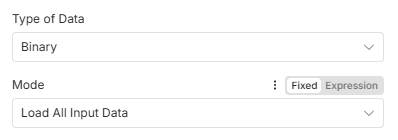 Type of Data
Binary
Mode
Fixed Expression
Load All Input Data